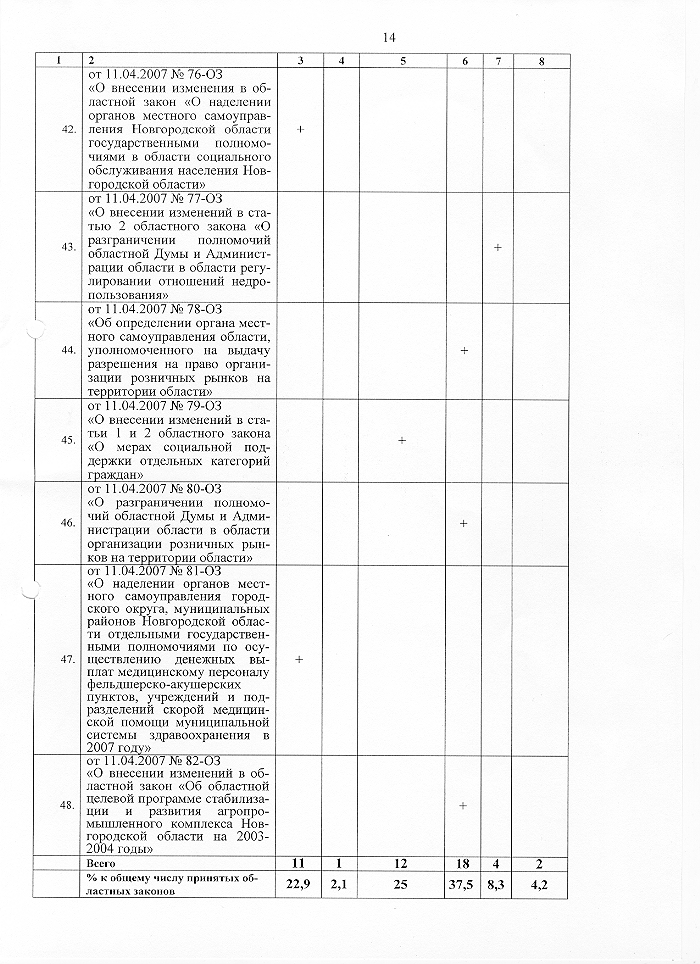 14
1 2 3 4 5 6 7 8
от 11.04.2007 № 76-ОЗ
«О внесении изменения в об-
ластной закон «О наделении
органов местного самоуправ-
42. ления Новгородской области +
государственными полномо-
чиями в области социального
обслуживания населения Нов-
городской области»
от 11.04.2007 № 77-ОЗ
«О внесении изменений в ста-
тью 2 областного закона «О
43. разграничении полномочий +
областной Думы и Админист-
рации области в области регу-
лировании отношений недро-
пользования»
от 11.04.2007 № 78-ОЗ
«Об определении органа мест-
ного самоуправления области,
44. уполномоченного на выдачу +
разрешения на право органи-
зации розничных рынков на
территории области»
от 11.04.2007 № 79-ОЗ
«О внесении изменений в ста-
тьи 1 и 2 областного закона
45. «О мерах социальной под- +
держки отдельных категорий
граждан»
от 11.04.2007 № 80-ОЗ
«О разграничении полномо-
чий областной Думы и Адми-
46. нистрации области в области +
организации розничных рын-
ков на территории области»
от 11.04.2007 № 81-ОЗ
«О наделении органов мест-
ного самоуправления город-
ского округа, муниципальных
районов Новгородской облас-
ти отдельными государствен-
ными полномочиями по осу-
47. ществлению денежных вы- +
плат медицинскому персоналу
фельдшерско-акушерских
пунктов, учреждений и под-
разделений скорой медицин-
ской помощи муниципальной
системы здравоохранения в
2007 году»
от 11.04.2007 № 82-ОЗ
«О внесении изменений в об-
ластной закон «Об областной
целевой программе стабилиза-
48. ции и развития агропро- +
мышленного комплекса Нов-
городской области на 2003-
2004 годы»
Всего 11 1 12 18 4 2
% к общему числу принятых об-
ластных законов 22,9 2,1 25 37,5 8,3 4,2